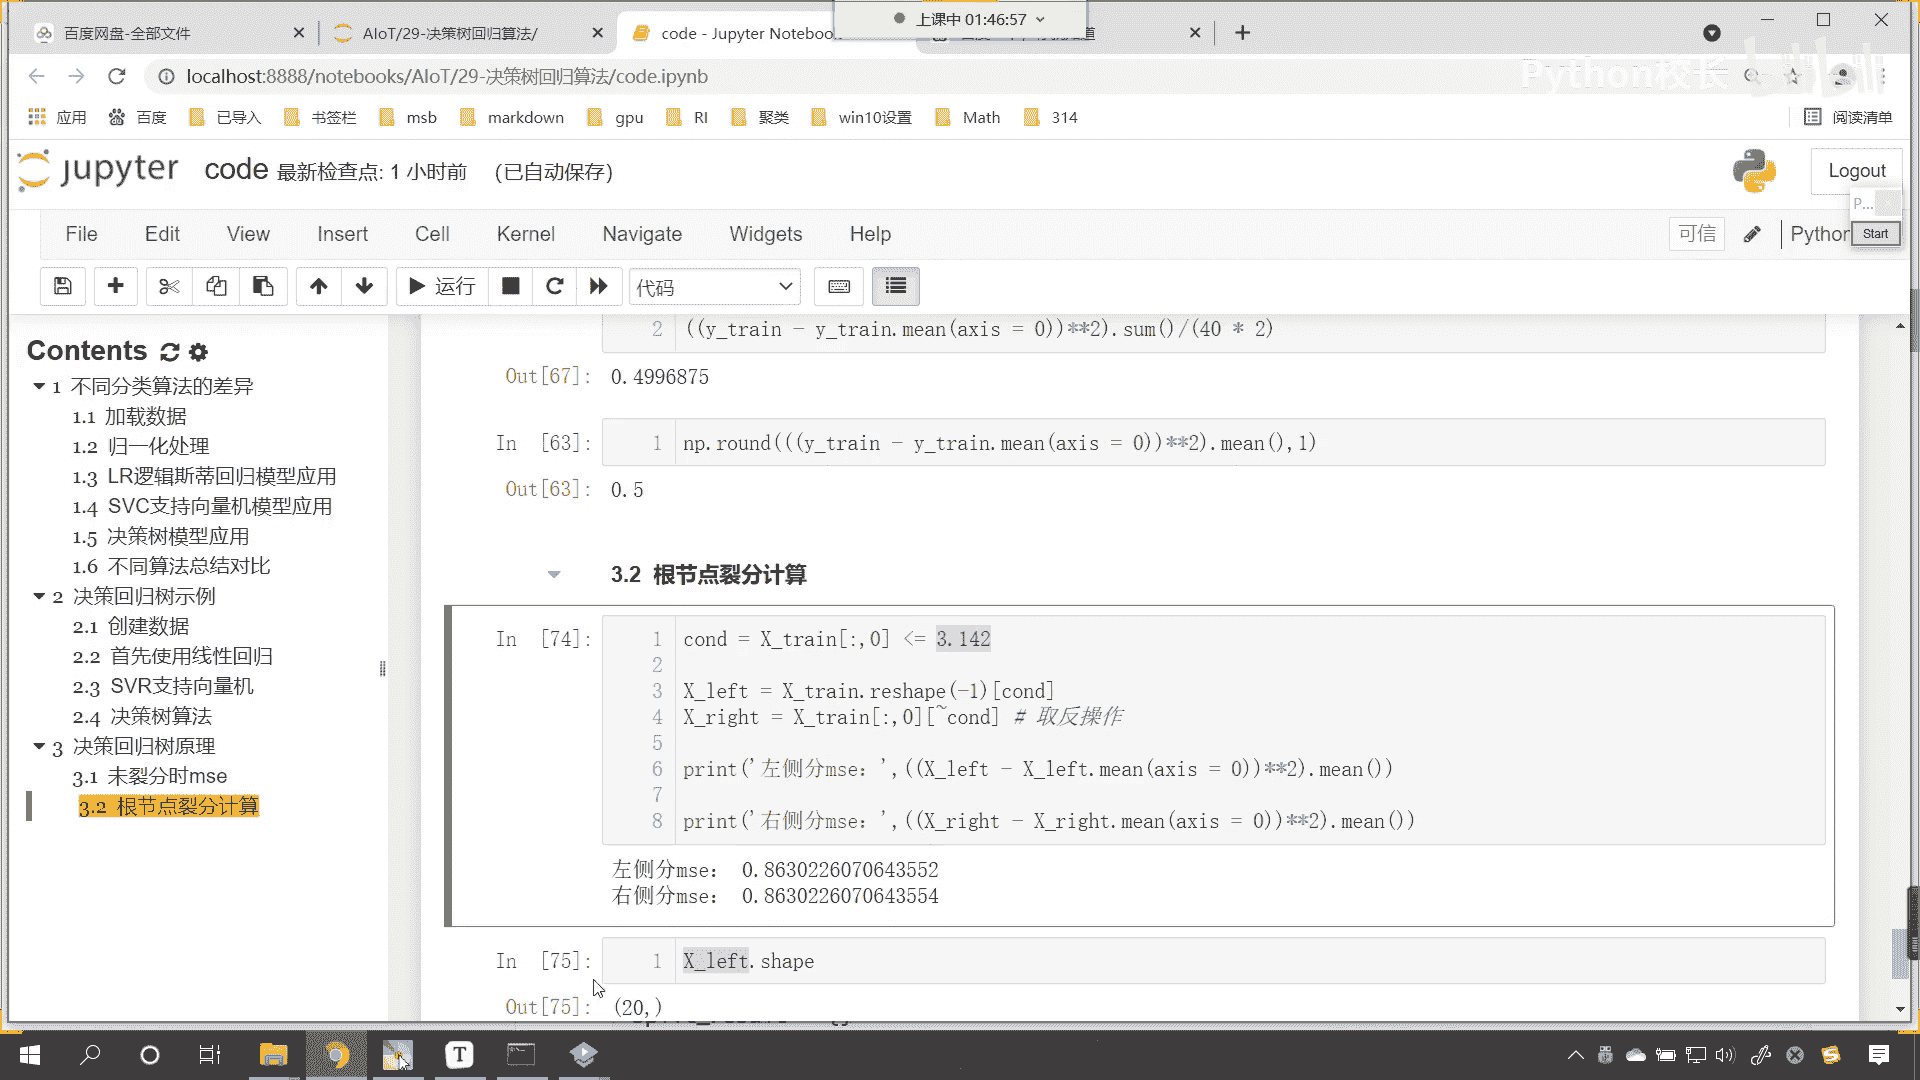 上课中 01:46:57
百度网盘-全部文件
AIoT/29-决策树回归算法/
code - Jupyter Noteboo
localhost:8888/notebooks/AIoT/29-决策树回归算法/code.ipynb
Python校长
bilibili
应用 百度 已导入 书签栏 msb markdown gpu RI 聚类 win10设置 Math 314 阅读清单
jupyter code 最新检查点: 1 小时前 (已自动保存)
Logout
P...
Start
File Edit View Insert Cell Kernel Navigate Widgets Help 可信 Python
运行 代码
Contents
1 不同分类算法的差异
1.1 加载数据
1.2 归一化处理
1.3 LR逻辑斯蒂回归模型应用
1.4 SVC支持向量机模型应用
1.5 决策树模型应用
1.6 不同算法总结对比
2 决策回归树示例
2.1 创建数据
2.2 首先使用线性回归
2.3 SVR支持向量机
2.4 决策树算法
3 决策回归树原理
3.1 未裂分时mse
3.2 根节点裂分计算
2 ((y_train - y_train.mean(axis = 0))**2).sum()/(40 * 2)
Out[67]: 0.4996875
In [63]: 1 np.round(((y_train - y_train.mean(axis = 0))**2).mean(),1)
Out[63]: 0.5
3.2 根节点裂分计算
In [74]: 1 cond = X_train[:,0] <= 3.142
2
3 X_left = X_train.reshape(-1)[cond]
4 X_right = X_train[:,0][~cond] # 取反操作
5
6 print('左侧分mse：',((X_left - X_left.mean(axis = 0))**2).mean())
7
8 print('右侧分mse：',((X_right - X_right.mean(axis = 0))**2).mean())
左侧分mse： 0.8630226070643552
右侧分mse： 0.8630226070643554
In [75]: 1 X_left.shape
Out[75]: (20,)